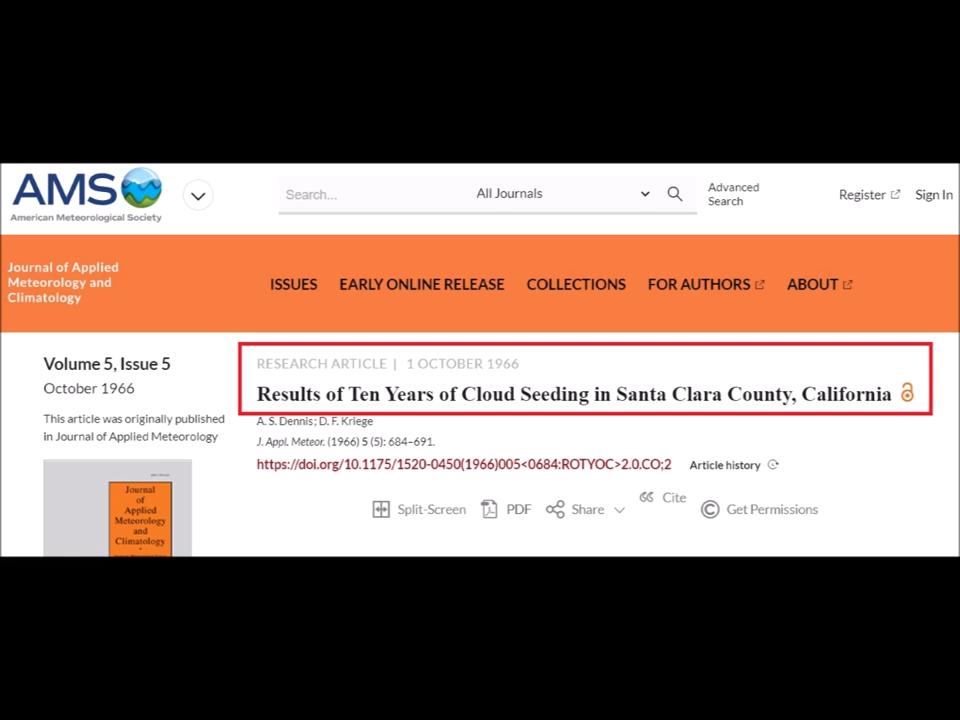 AMS
American Meteorological Society
Search...
All Journals
Advanced
Search
Register
Sign In
Journal of Applied
Meteorology and
Climatology
ISSUES
EARLY ONLINE RELEASE
COLLECTIONS
FOR AUTHORS
ABOUT
Volume 5, Issue 5
October 1966
This article was originally published
in Journal of Applied Meteorology
Journal
of
Applied
Meteorology
and
Climatology
RESEARCH ARTICLE | 1 OCTOBER 1966
Results of Ten Years of Cloud Seeding in Santa Clara County, California
A. S. Dennis; D. F. Kriege
J. Appl. Meteor. (1966) 5 (5): 684–691.
https://doi.org/10.1175/1520-0450(1966)005<0684:ROTYOC>2.0.CO;2 Article history
Split-Screen
PDF
Share
Cite
Get Permissions